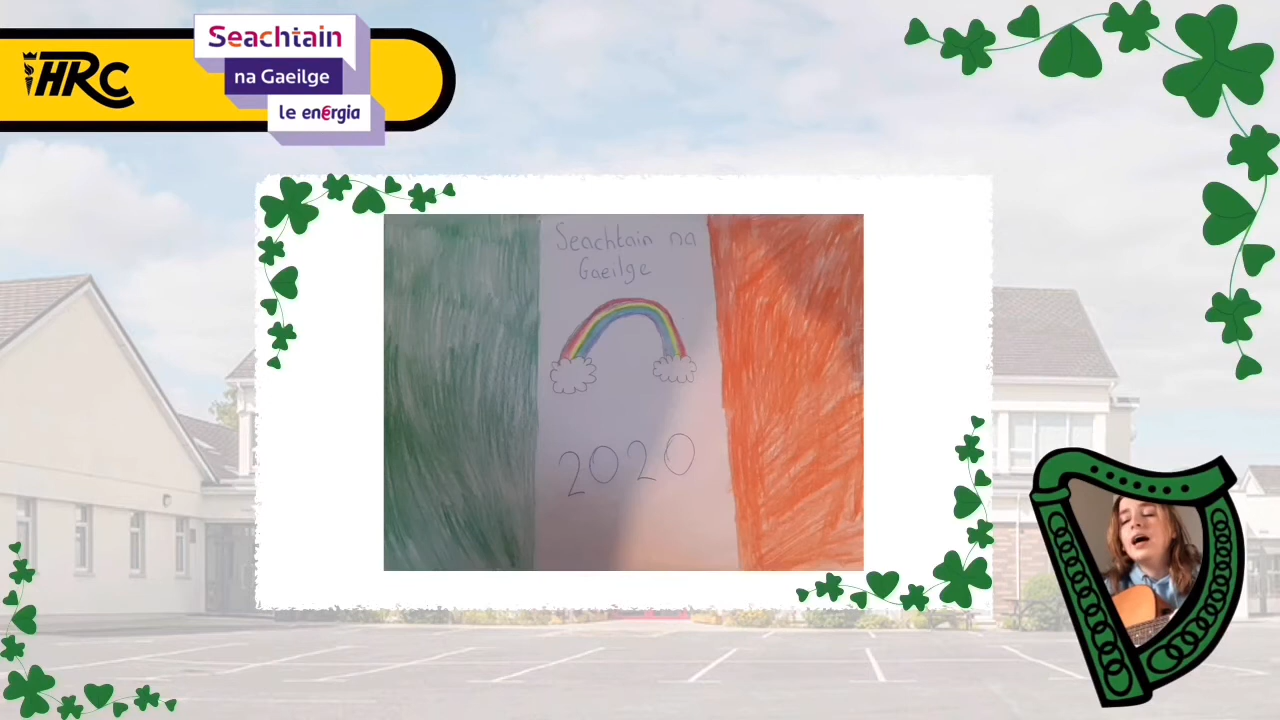 HRC
Seachtain
na Gaeilge
le energia
Seachtain na
Gaeilge
2020